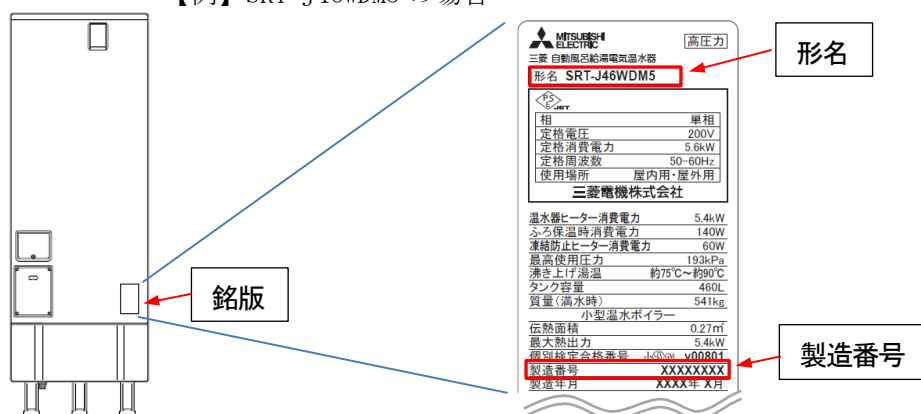 【例】SRT-J46WDM5 の場合
MITSUBISHI
ELECTRIC
高圧力
三菱 自動風呂給湯電気温水器
形名 SRT-J46WDM5
形名
PS
E JET
相 単相
定格電圧 200V
定格消費電力 5.6kW
定格周波数 50-60Hz
使用場所 屋内用・屋外用
三菱電機株式会社
温水器ヒーター消費電力 5.4kW
ふろ保温時消費電力 140W
凍結防止ヒーター消費電力 60W
最高使用圧力 193kPa
沸き上げ湯温 約75℃～約90℃
タンク容量 460L
質量(満水時) 541kg
小型温水ボイラー
伝熱面積 0.27㎡
最大熱出力 5.4kW
個別検定合格番号 v00801
製造番号 XXXXXXXX
製造年月 XXXX年 X月
銘版
製造番号